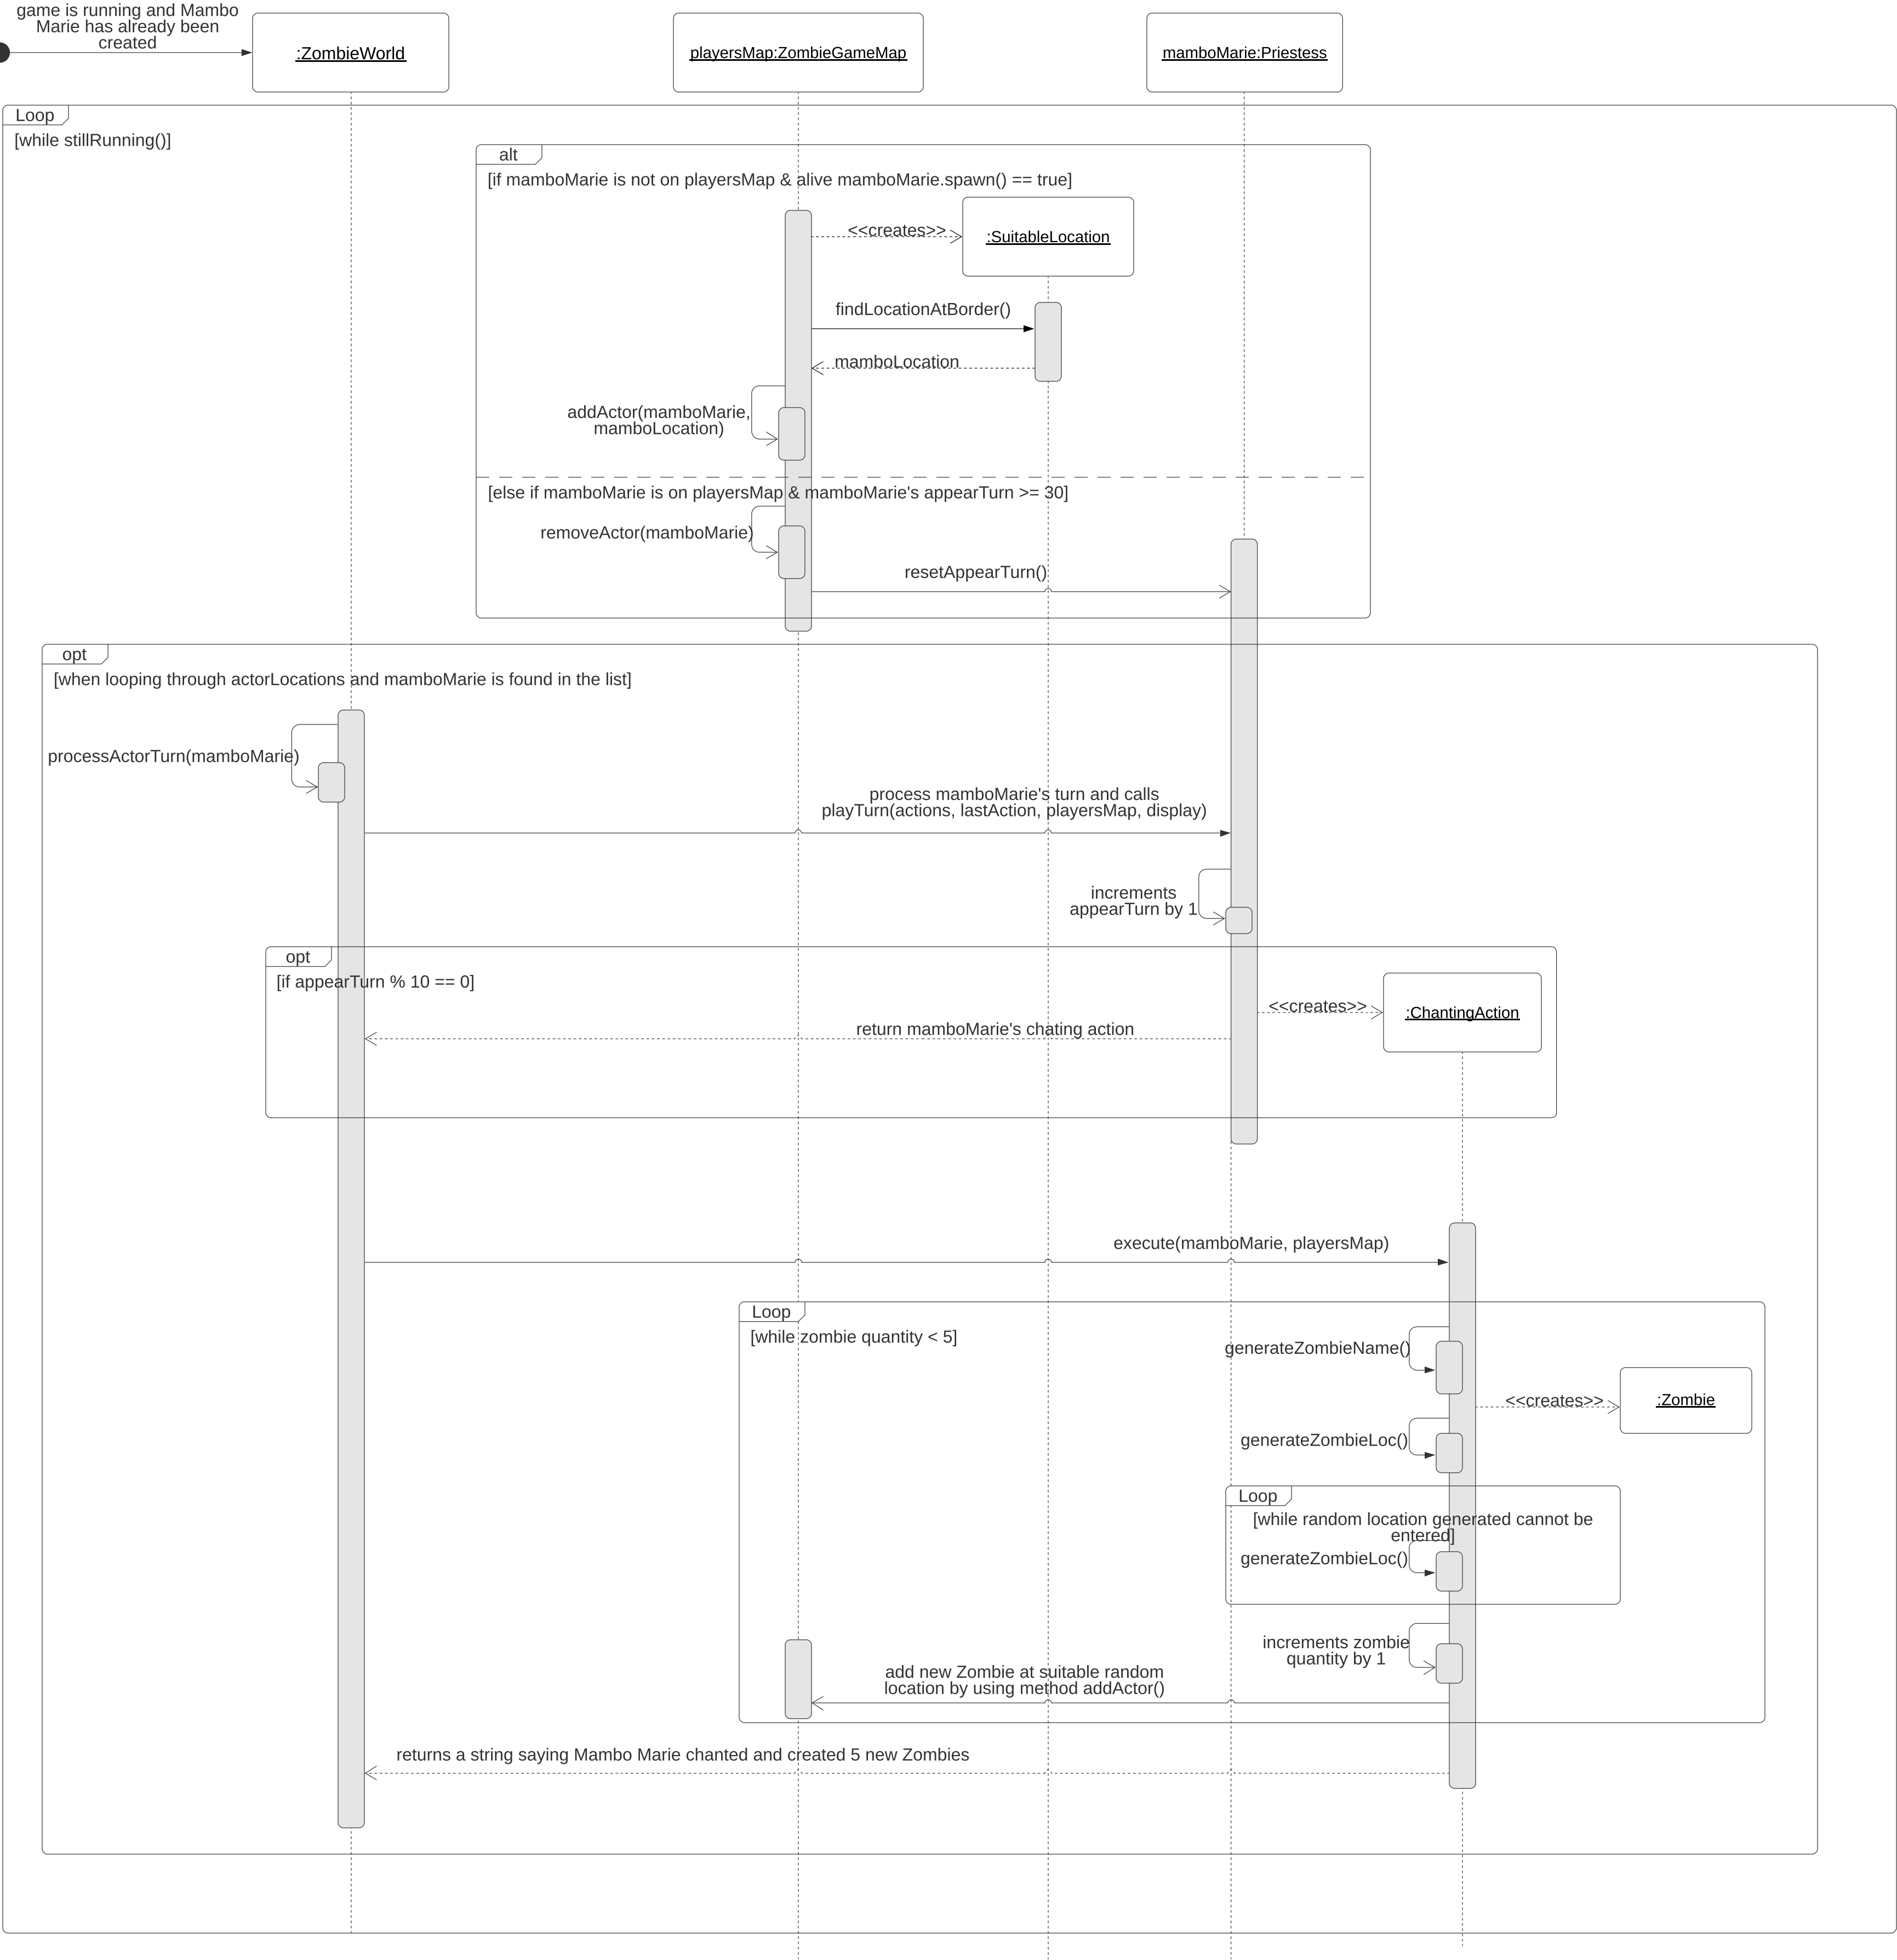 game is running and Mambo
Marie has already been
created
:ZombieWorld
playersMap:ZombieGameMap
mamboMarie:Priestess
Loop
[while stillRunning()]
alt
[if mamboMarie is not on playersMap & alive mamboMarie.spawn() == true]
<<creates>>
:SuitableLocation
findLocationAtBorder()
mamboLocation
addActor(mamboMarie,
mamboLocation)
[else if mamboMarie is on playersMap & mamboMarie's appearTurn >= 30]
removeActor(mamboMarie)
resetAppearTurn()
opt
[when looping through actorLocations and mamboMarie is found in the list]
processActorTurn(mamboMarie)
process mamboMarie's turn and calls
playTurn(actions, lastAction, playersMap, display)
increments
appearTurn by 1
opt
[if appearTurn % 10 == 0]
<<creates>>
:ChantingAction
return mamboMarie's chating action
execute(mamboMarie, playersMap)
Loop
[while zombie quantity < 5]
generateZombieName()
<<creates>>
:Zombie
generateZombieLoc()
Loop
[while random location generated cannot be
entered]
generateZombieLoc()
increments zombie
quantity by 1
add new Zombie at suitable random
location by using method addActor()
returns a string saying Mambo Marie chanted and created 5 new Zombies